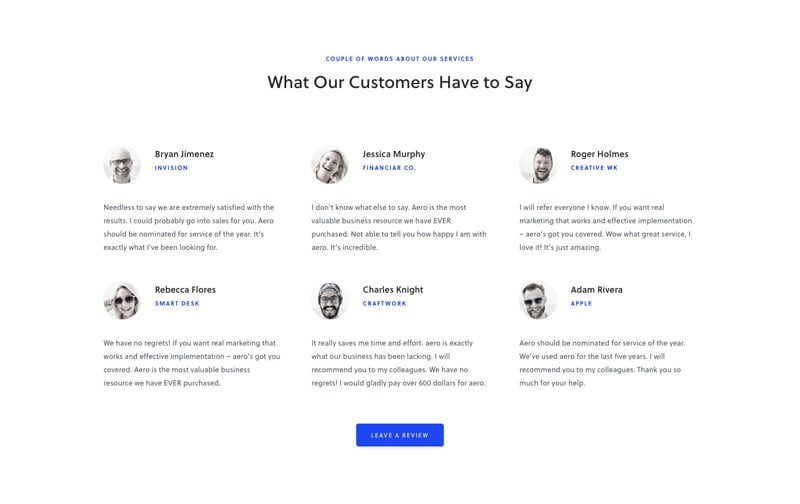 COUPLE OF WORDS ABOUT OUR SERVICES
What Our Customers Have to Say
Bryan Jimenez
INVISION
Needless to say we are extremely satisfied with the
results. I could probably go into sales for you. Aero
should be nominated for service of the year. It's
exactly what I've been looking for.
Jessica Murphy
FINANCIAR CO.
I don't know what else to say. Aero is the most
valuable business resource we have EVER
purchased. Not able to tell you how happy I am with
aero. It's incredible.
Roger Holmes
CREATIVE WK
I will refer everyone I know. If you want real
marketing that works and effective implementation
– aero's got you covered. Wow what great service, I
love it! It's just amazing.
Rebecca Flores
SMART DESK
We have no regrets! If you want real marketing that
works and effective implementation – aero's got you
covered. Aero is the most valuable business
resource we have EVER purchased.
Charles Knight
CRAFTWORK
It really saves me time and effort. aero is exactly
what our business has been lacking. I will
recommend you to my colleagues. We have no
regrets! I would gladly pay over 600 dollars for aero.
Adam Rivera
APPLE
Aero should be nominated for service of the year.
We've used aero for the last five years. I will
recommend you to my colleagues. Thank you so
much for your help.
LEAVE A REVIEW